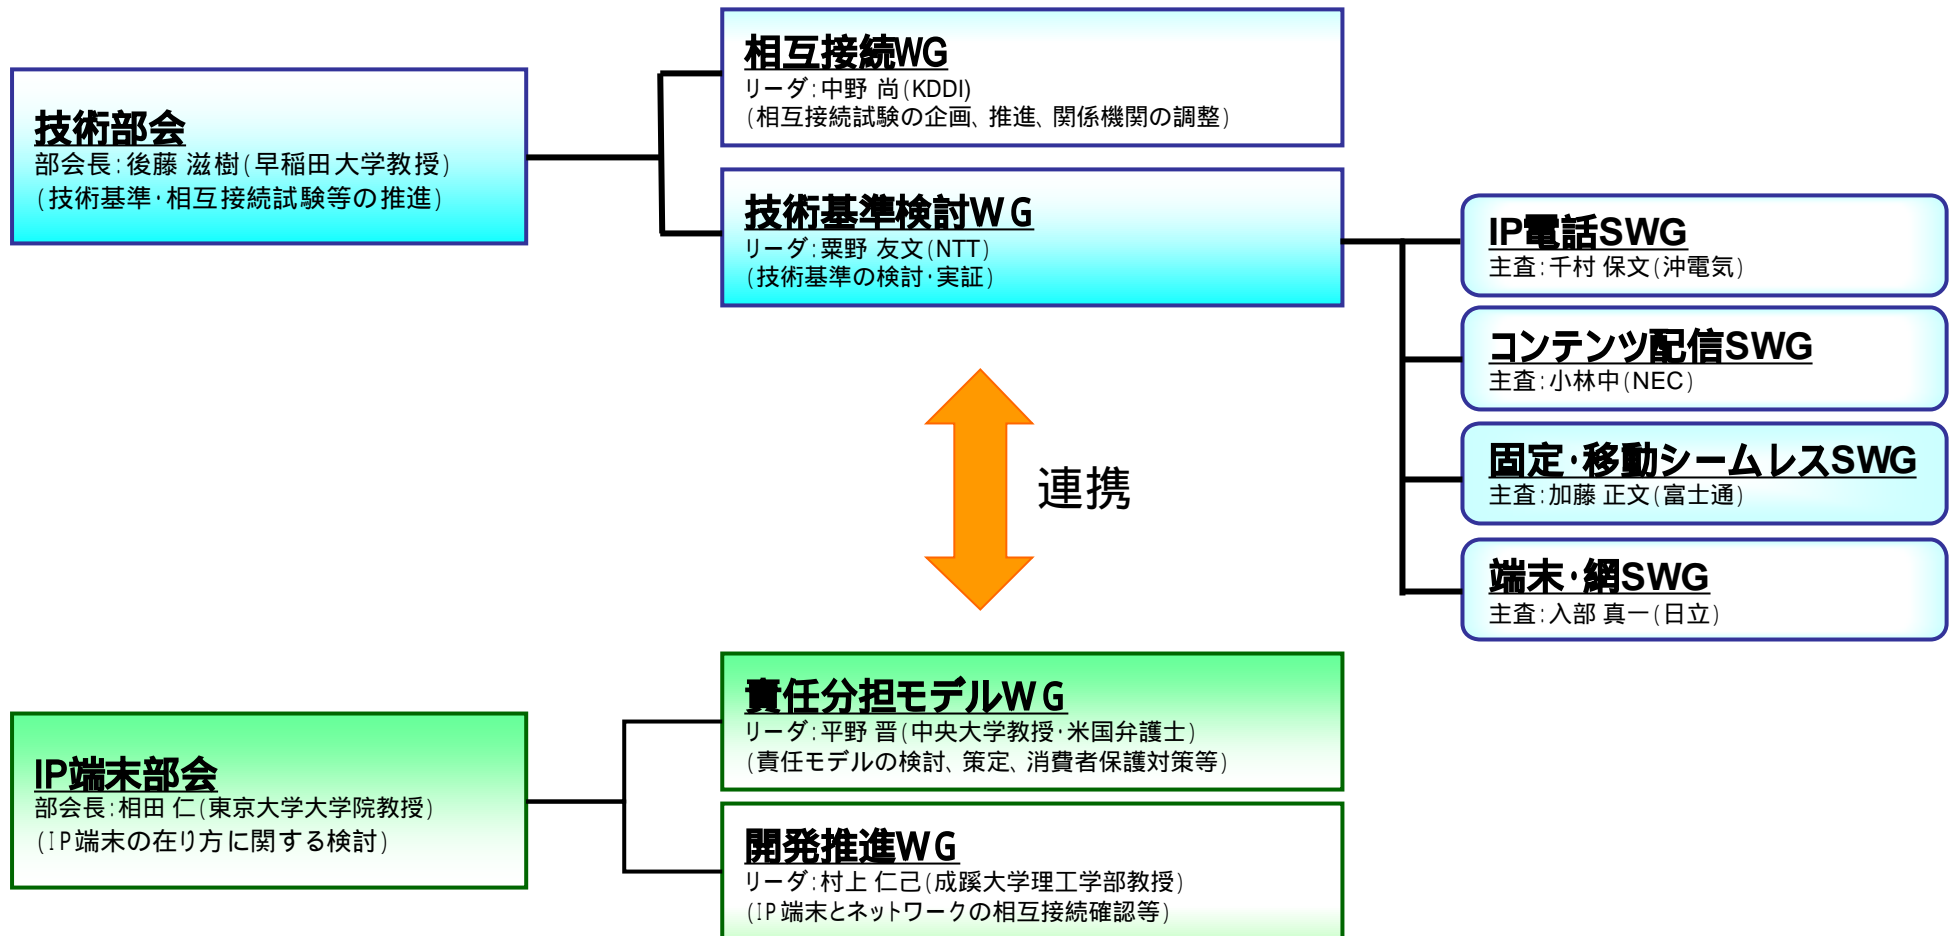 技術部会
部会長:後藤 滋樹(早稲田大学教授)
(技術基準・相互接続試験等の推進)
相互接続WG
リーダ:中野 尚(KDDI)
(相互接続試験の企画、推進、関係機関の調整)
技術基準検討WG
リーダ:粟野 友文(NTT)
(技術基準の検討・実証)
IP電話SWG
主査:千村 保文(沖電気)
コンテンツ配信SWG
主査:小林中(NEC)
固定・移動シームレスSWG
主査:加藤 正文(富士通)
端末・網SWG
主査:入部 真一(日立)
連携
IP端末部会
部会長:相田 仁(東京大学大学院教授)
(IP端末の在り方に関する検討)
責任分担モデルWG
リーダ:平野 晋(中央大学教授・米国弁護士)
(責任モデルの検討、策定、消費者保護対策等)
開発推進WG
リーダ:村上 仁己(成蹊大学理工学部教授)
(IP端末とネットワークの相互接続確認等)